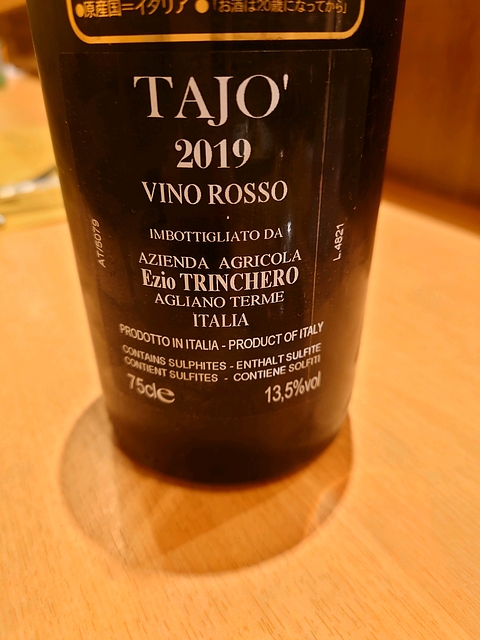 ●原産国=イタリア ●「お酒は20歳になってから」
TAJO'
2019
VINO ROSSO
IMBOTTIGLIATO DA
AZIENDA AGRICOLA
Ezio TRINCHERO
AGLIANO TERME
ITALIA
PRODOTTO IN ITALIA - PRODUCT OF ITALY
CONTAINS SULPHITES - ENTHALT SULFITE
CONTIENT SULFITES - CONTIENE SOLFITI
75cl℮ 13,5%vol
AT/5079
L.4821